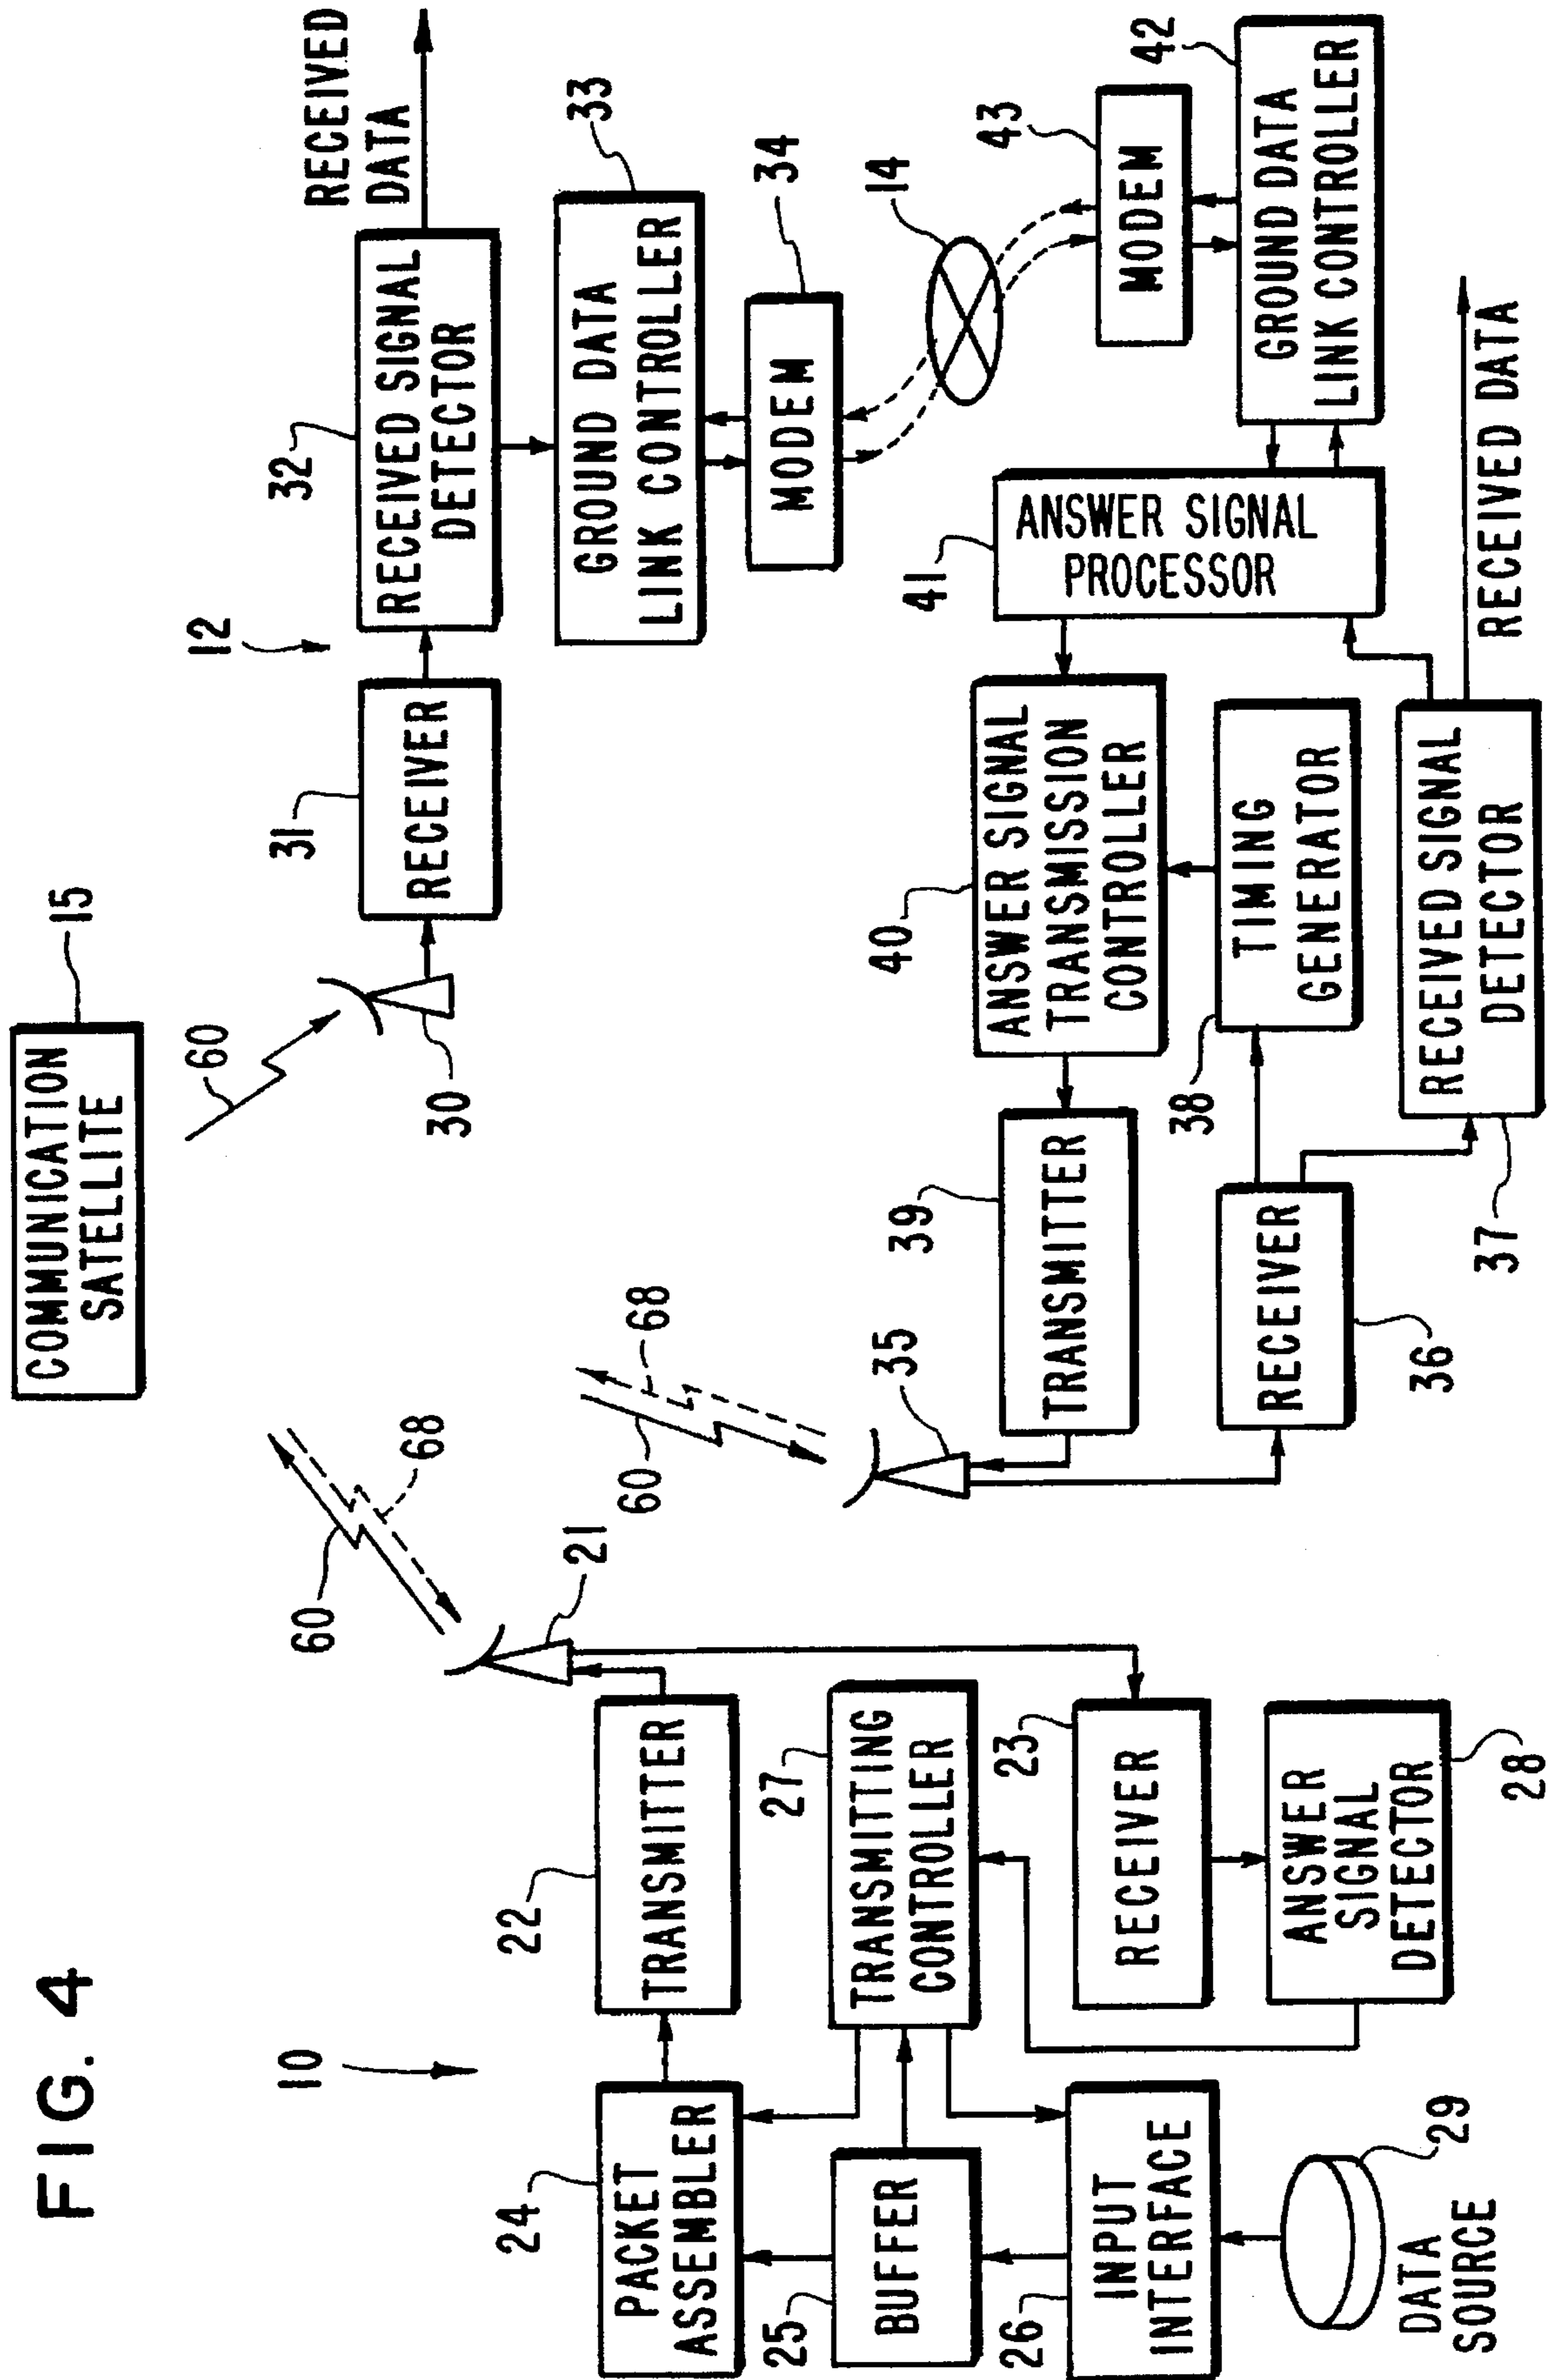 FIG. 4
COMMUNICATION
SATELLITE
15
10
60
68
21
22
TRANSMITTER
24
PACKET
ASSEMBLER
27
TRANSMITTING
CONTROLLER
25
BUFFER
23
RECEIVER
26
INPUT
INTERFACE
ANSWER
SIGNAL
DETECTOR
28
DATA
SOURCE
29
60
30
31
RECEIVER
12
32
RECEIVED SIGNAL
DETECTOR
RECEIVED
DATA
GROUND DATA
LINK CONTROLLER
33
MODEM
34
14
60
68
35
39
TRANSMITTER
40
ANSWER SIGNAL
TRANSMISSION
CONTROLLER
41
ANSWER SIGNAL
PROCESSOR
MODEM
43
GROUND DATA
LINK CONTROLLER
42
RECEIVER
36
38
TIMING
GENERATOR
37
RECEIVED SIGNAL
DETECTOR
RECEIVED DATA